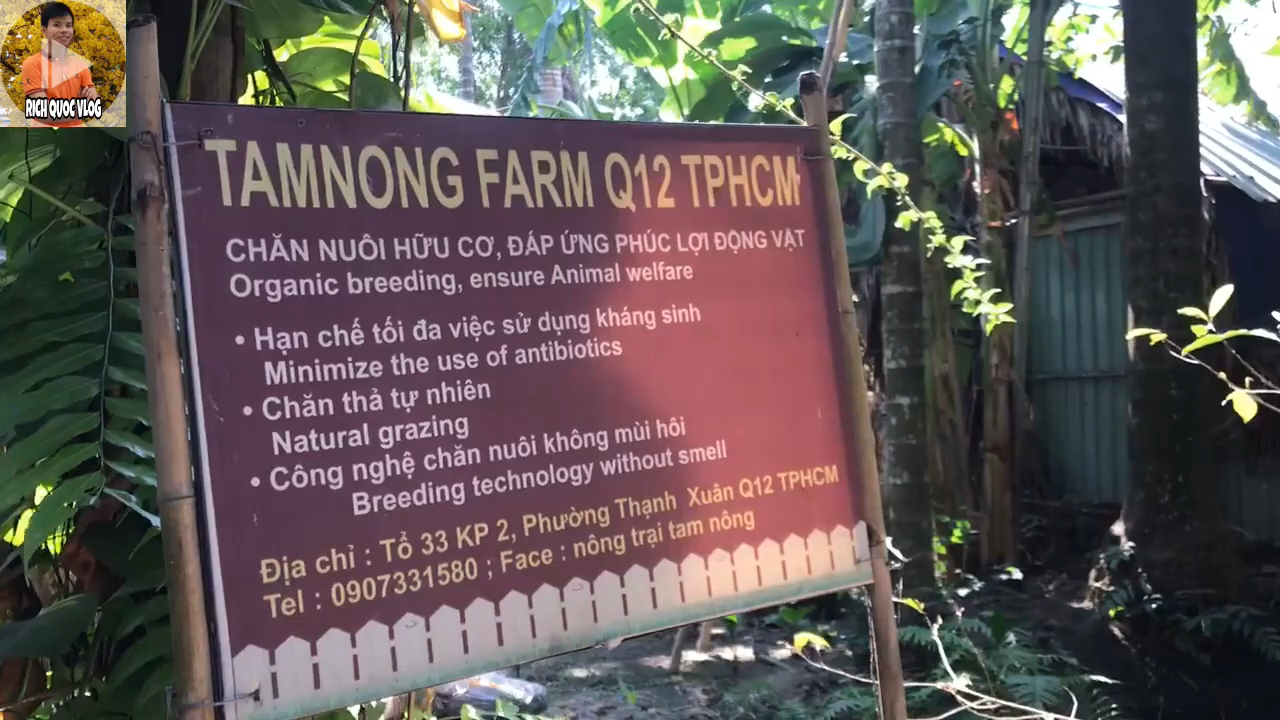 RICH QUOC VLOG
TAMNONG FARM Q12 TPHCM
CHĂN NUÔI HỮU CƠ, ĐÁP ỨNG PHÚC LỢI ĐỘNG VẬT
Organic breeding, ensure Animal welfare
• Hạn chế tối đa việc sử dụng kháng sinh
Minimize the use of antibiotics
• Chăn thả tự nhiên
Natural grazing
• Công nghệ chăn nuôi không mùi hôi
Breeding technology without smell
Địa chỉ : Tổ 33 KP 2, Phường Thạnh Xuân Q12 TPHCM
Tel : 0907331580 ; Face : nông trại tam nông